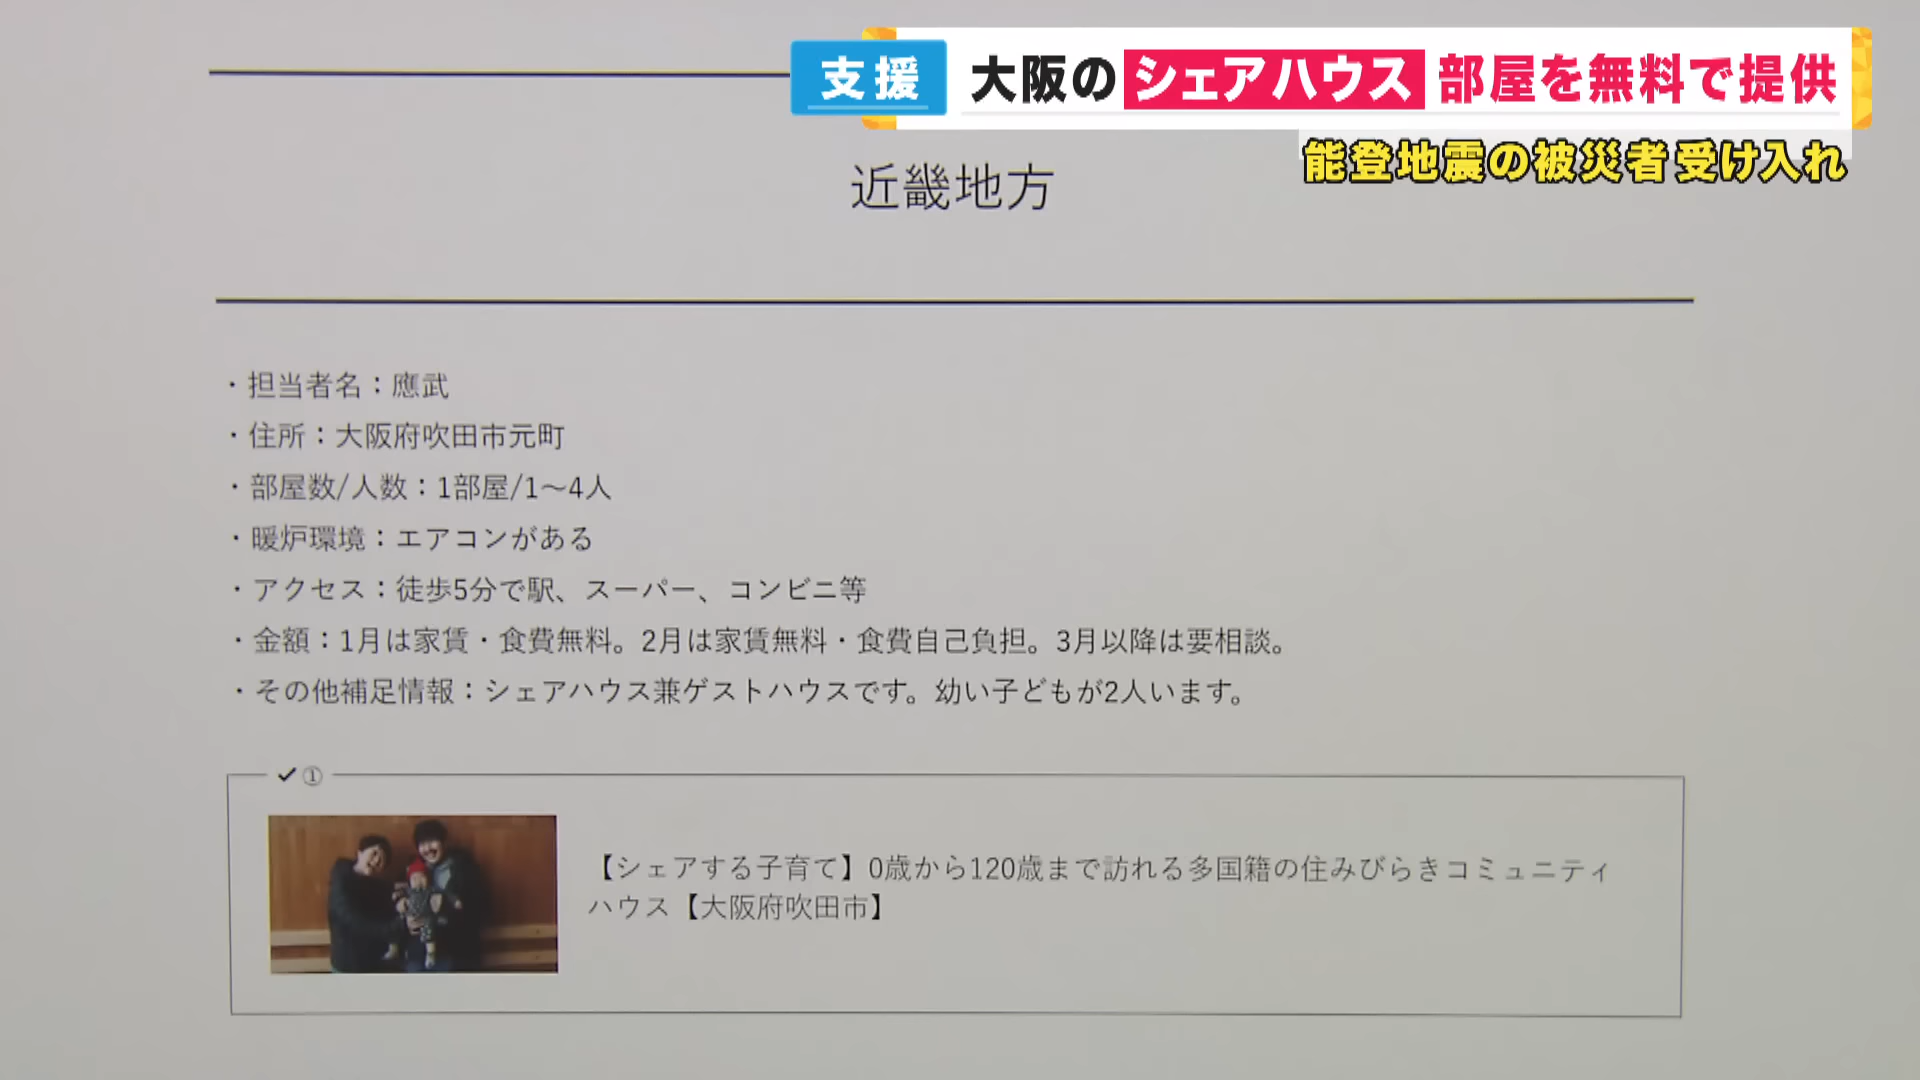 支援
大阪のシェアハウス 部屋を無料で提供
能登地震の被災者 受け入れ
近畿地方
・担当者名：應武
・住所：大阪府吹田市元町
・部屋数/人数：1部屋/1〜4人
・暖炉環境：エアコンがある
・アクセス：徒歩5分で駅、スーパー、コンビニ等
・金額：1月は家賃・食費無料。2月は家賃無料・食費自己負担。3月以降は要相談。
・その他補足情報：シェアハウス兼ゲストハウスです。幼い子どもが2人います。
✓①
【シェアする子育て】0歳から120歳まで訪れる多国籍の住みびらきコミュニティ
ハウス【大阪府吹田市】